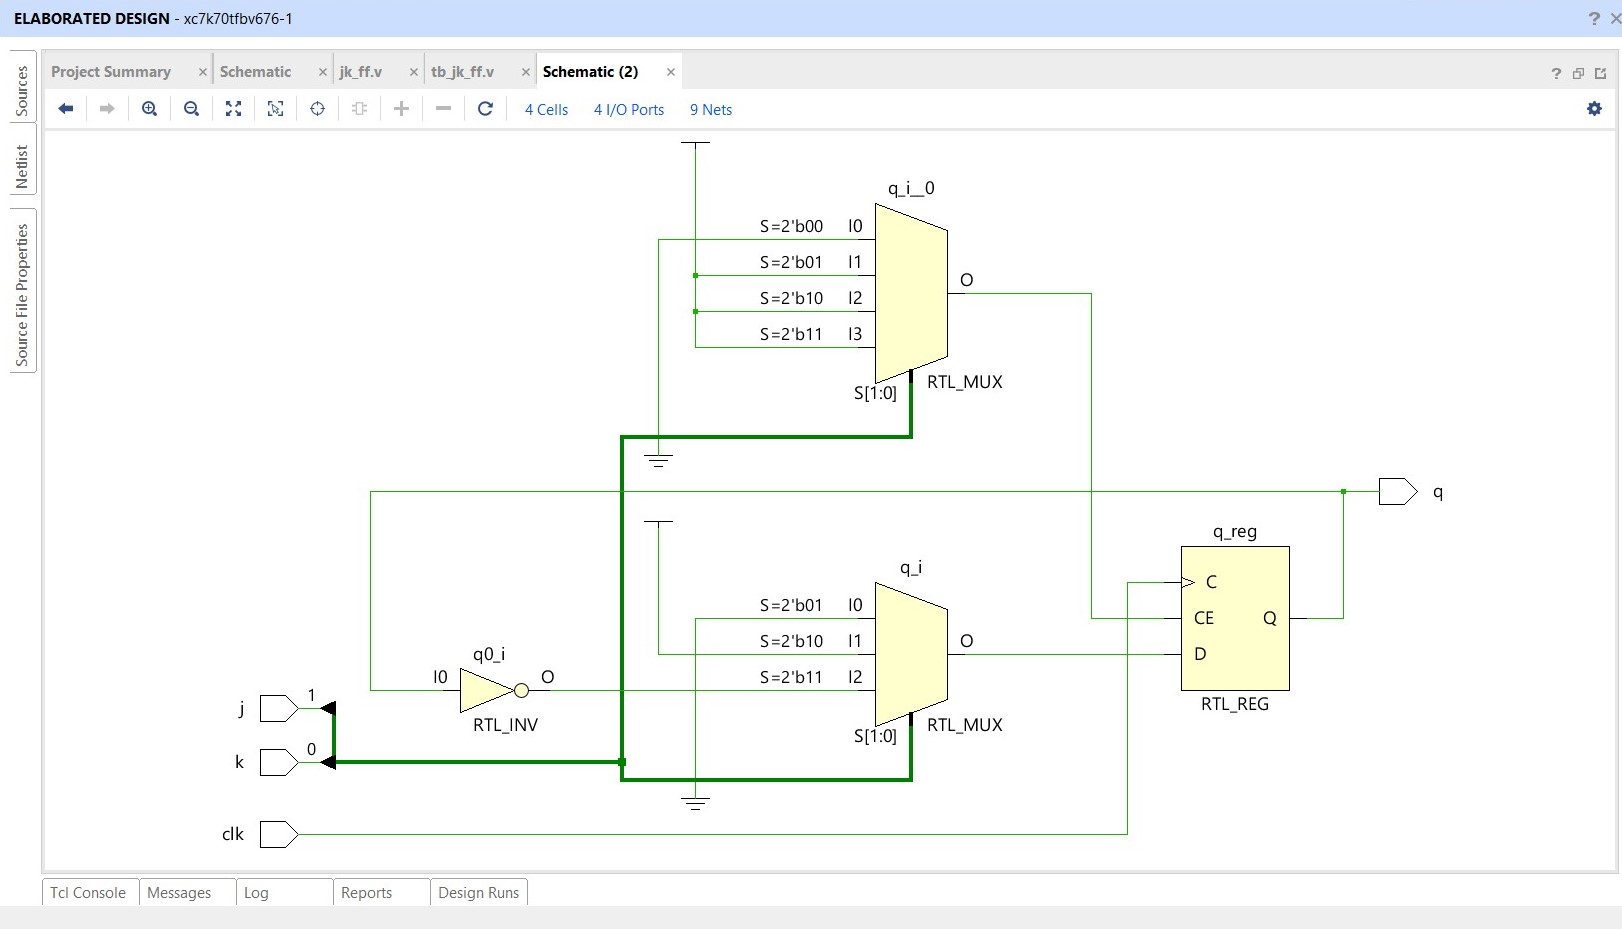 ELABORATED DESIGN - xc7k70tfbv676-1
Sources
Netlist
Source File Properties
Project Summary
Schematic
jk_ff.v
tb_jk_ff.v
Schematic (2)
4 Cells
4 I/O Ports
9 Nets
q_i__0
S=2'b00 I0
S=2'b01 I1
S=2'b10 I2
S=2'b11 I3
O
S[1:0]
RTL_MUX
q
q_reg
C
CE
Q
D
RTL_REG
q_i
S=2'b01 I0
S=2'b10 I1
S=2'b11 I2
O
S[1:0]
RTL_MUX
q0_i
I0
O
RTL_INV
j
1
k
0
clk
Tcl Console
Messages
Log
Reports
Design Runs